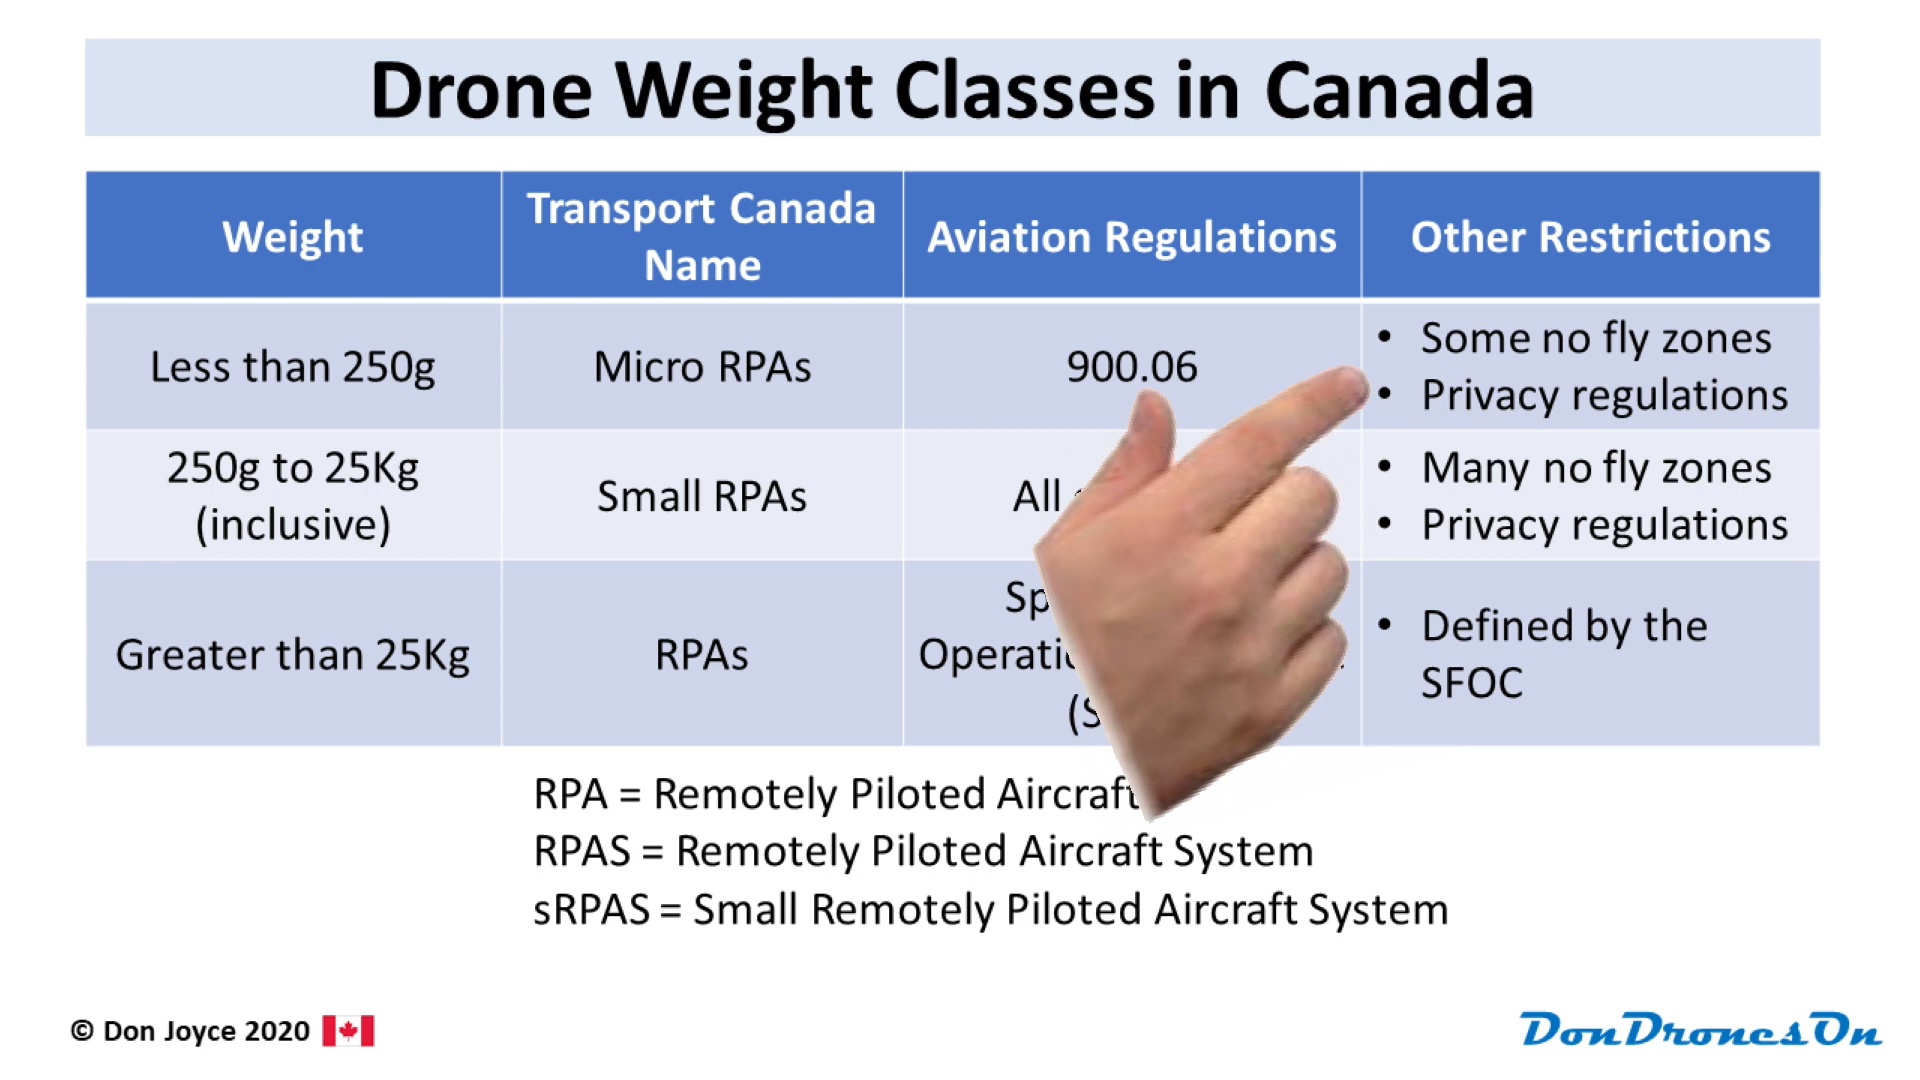 Drone Weight Classes in Canada
Weight
Transport Canada
Name
Aviation Regulations
Other Restrictions
Less than 250g
Micro RPAs
900.06
• Some no fly zones
• Privacy regulations
250g to 25Kg
(inclusive)
Small RPAs
All
• Many no fly zones
• Privacy regulations
Greater than 25Kg
RPAs
• Defined by the
SFOC
RPA = Remotely Piloted Aircraft
RPAS = Remotely Piloted Aircraft System
sRPAS = Small Remotely Piloted Aircraft System
© Don Joyce 2020
DonDronesOn